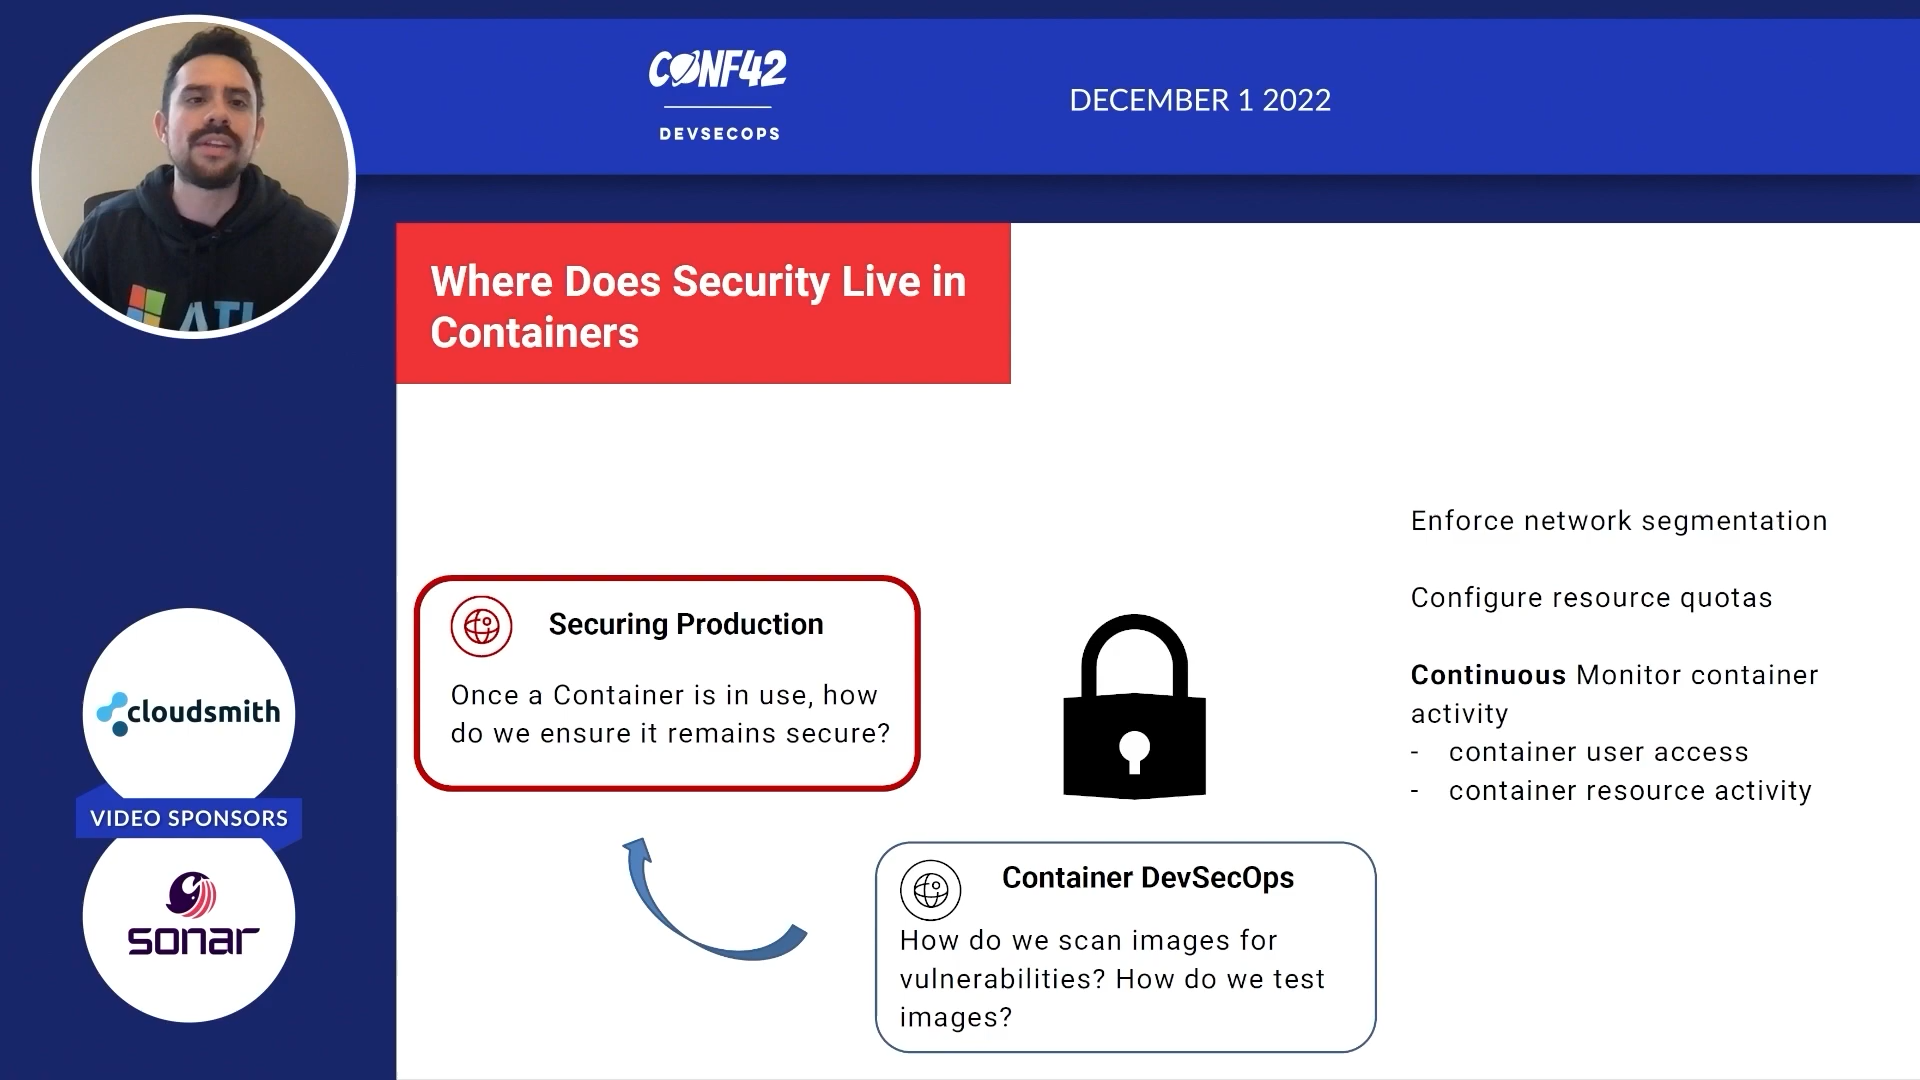 CONF42
DEVSECOPS
DECEMBER 1 2022
Where Does Security Live in
Containers
Securing Production
Once a Container is in use, how
do we ensure it remains secure?
Container DevSecOps
How do we scan images for
vulnerabilities? How do we test
images?
Enforce network segmentation
Configure resource quotas
Continuous Monitor container
activity
- container user access
- container resource activity
cloudsmith
VIDEO SPONSORS
sonar